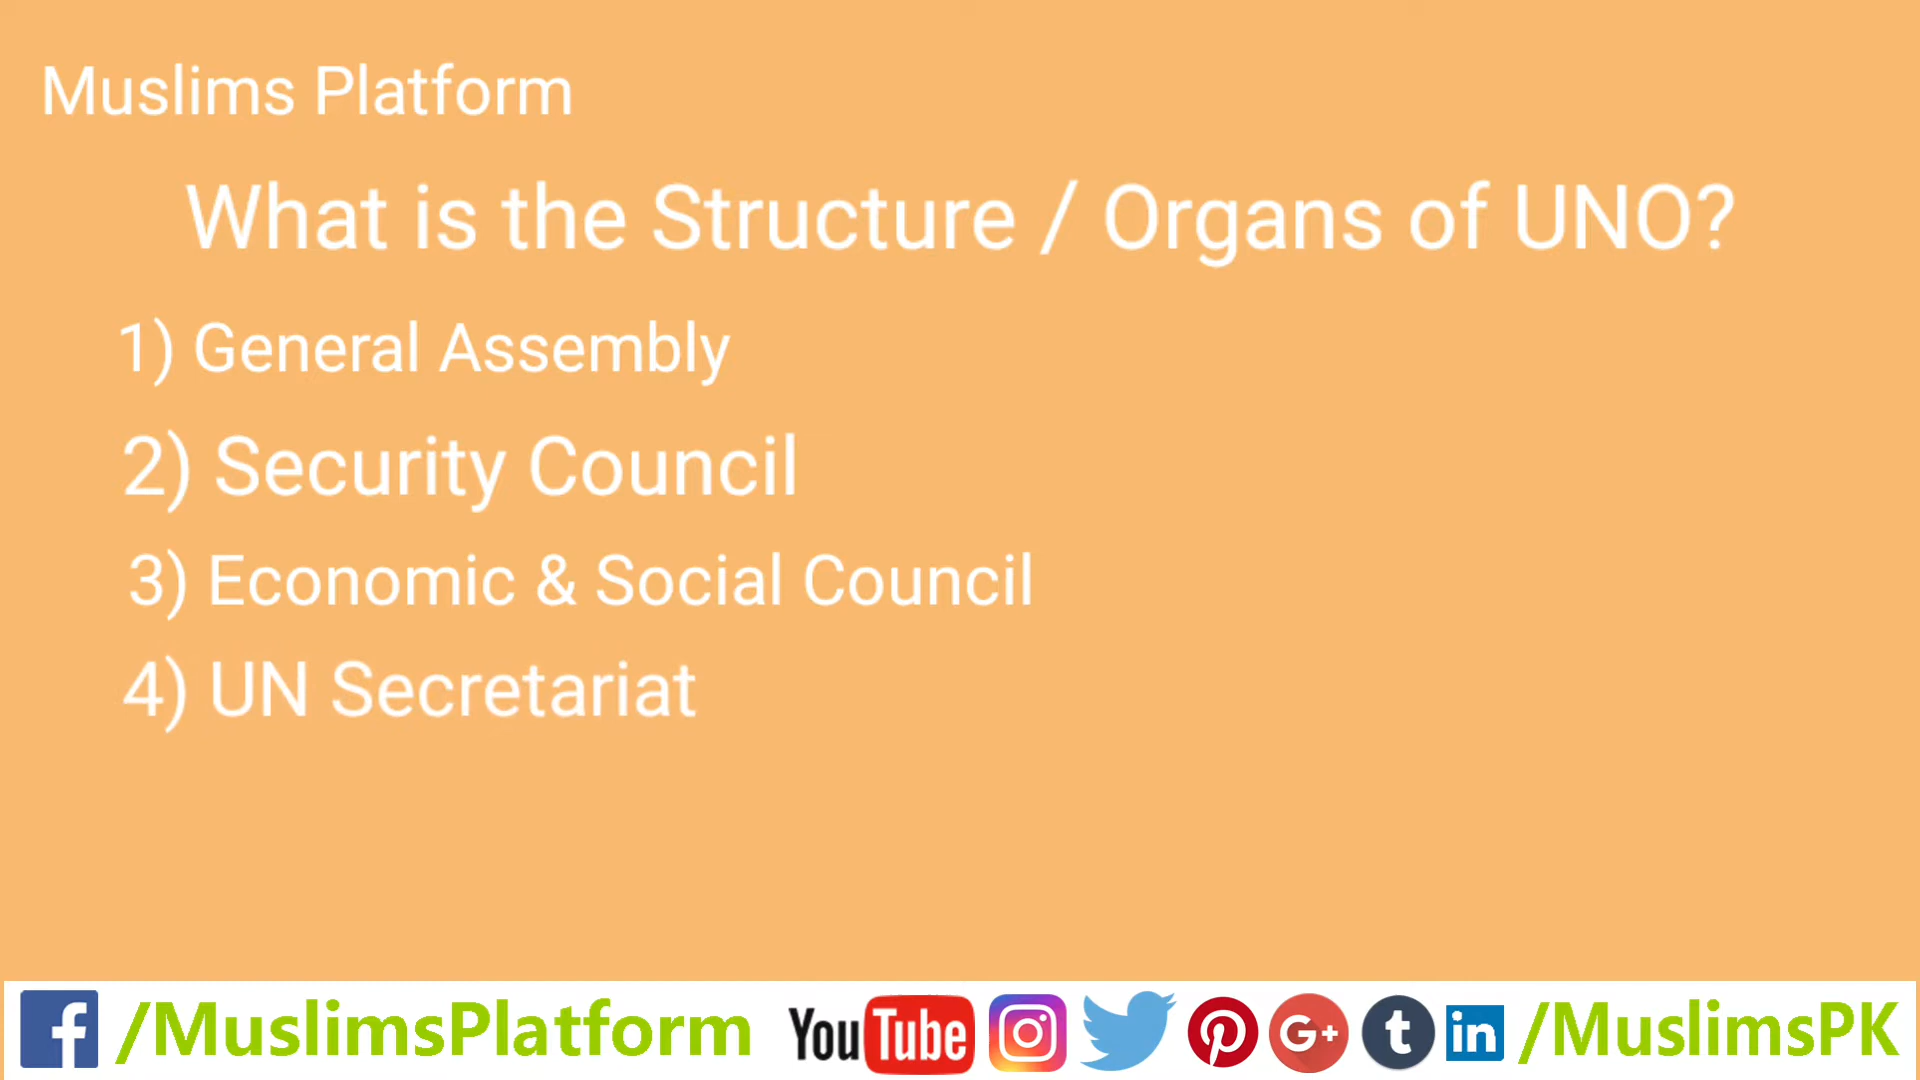 Muslims Platform
What is the Structure / Organs of UNO?
1) General Assembly
2) Security Council
3) Economic & Social Council
4) UN Secretariat
f /MuslimsPlatform YouTube G+ t in /MuslimsPK